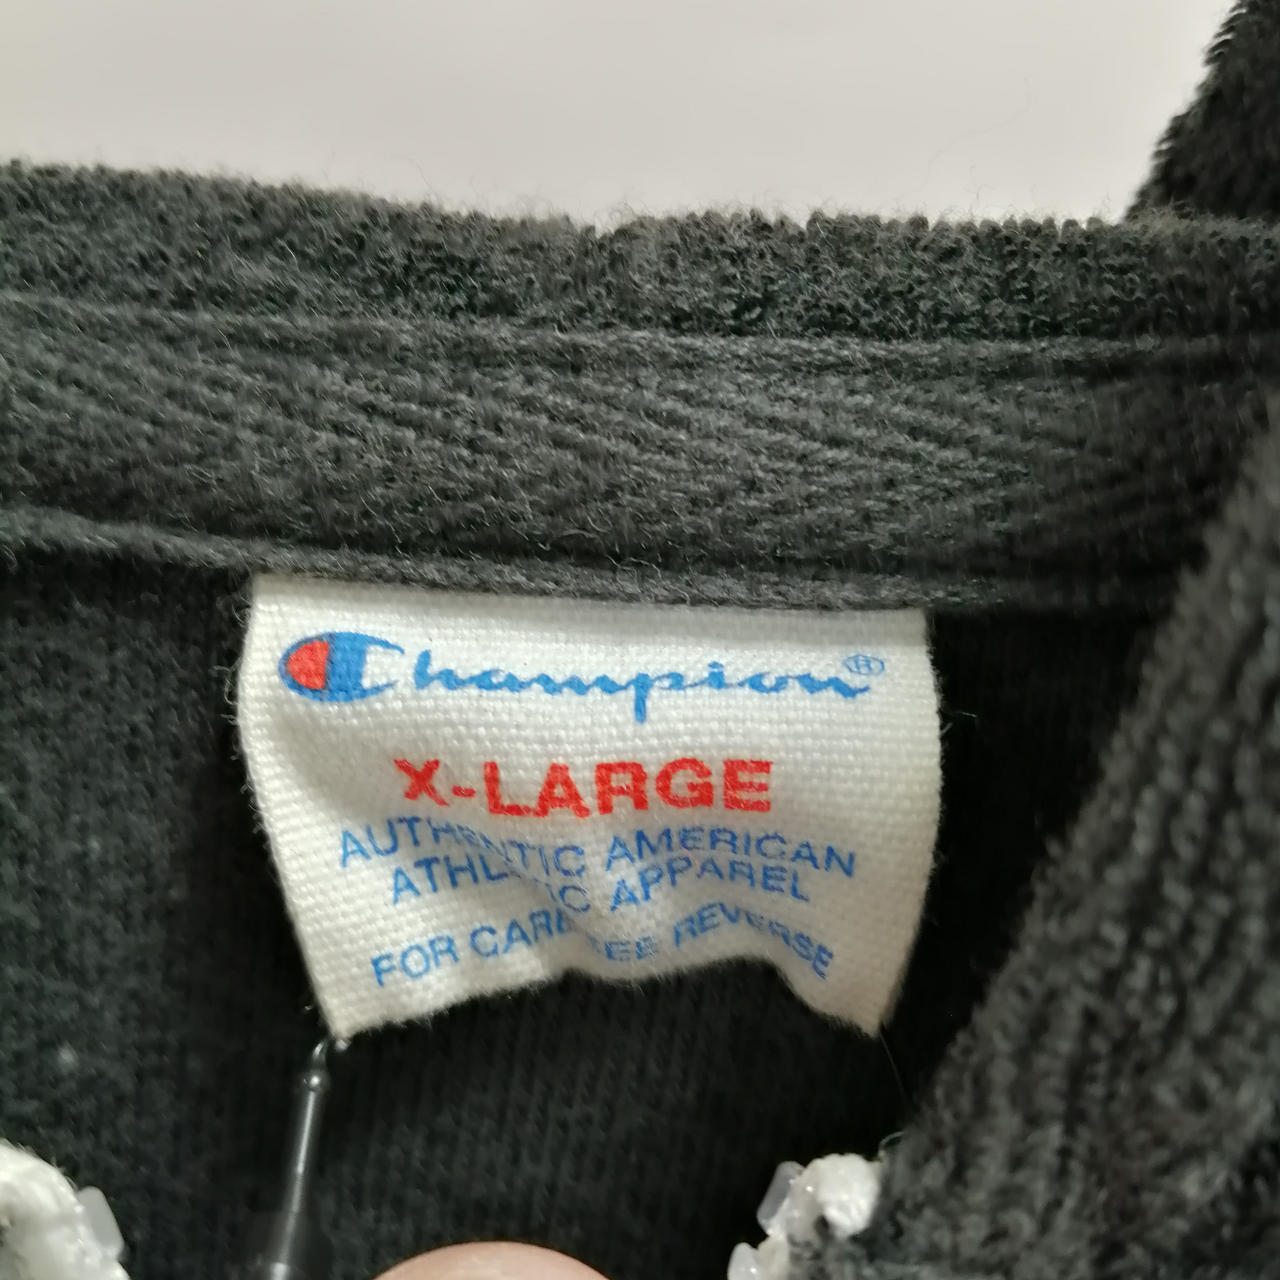 Champion®
X-LARGE
AUTHENTIC AMERICAN
ATHLETIC APPAREL
FOR CARE SEE REVERSE